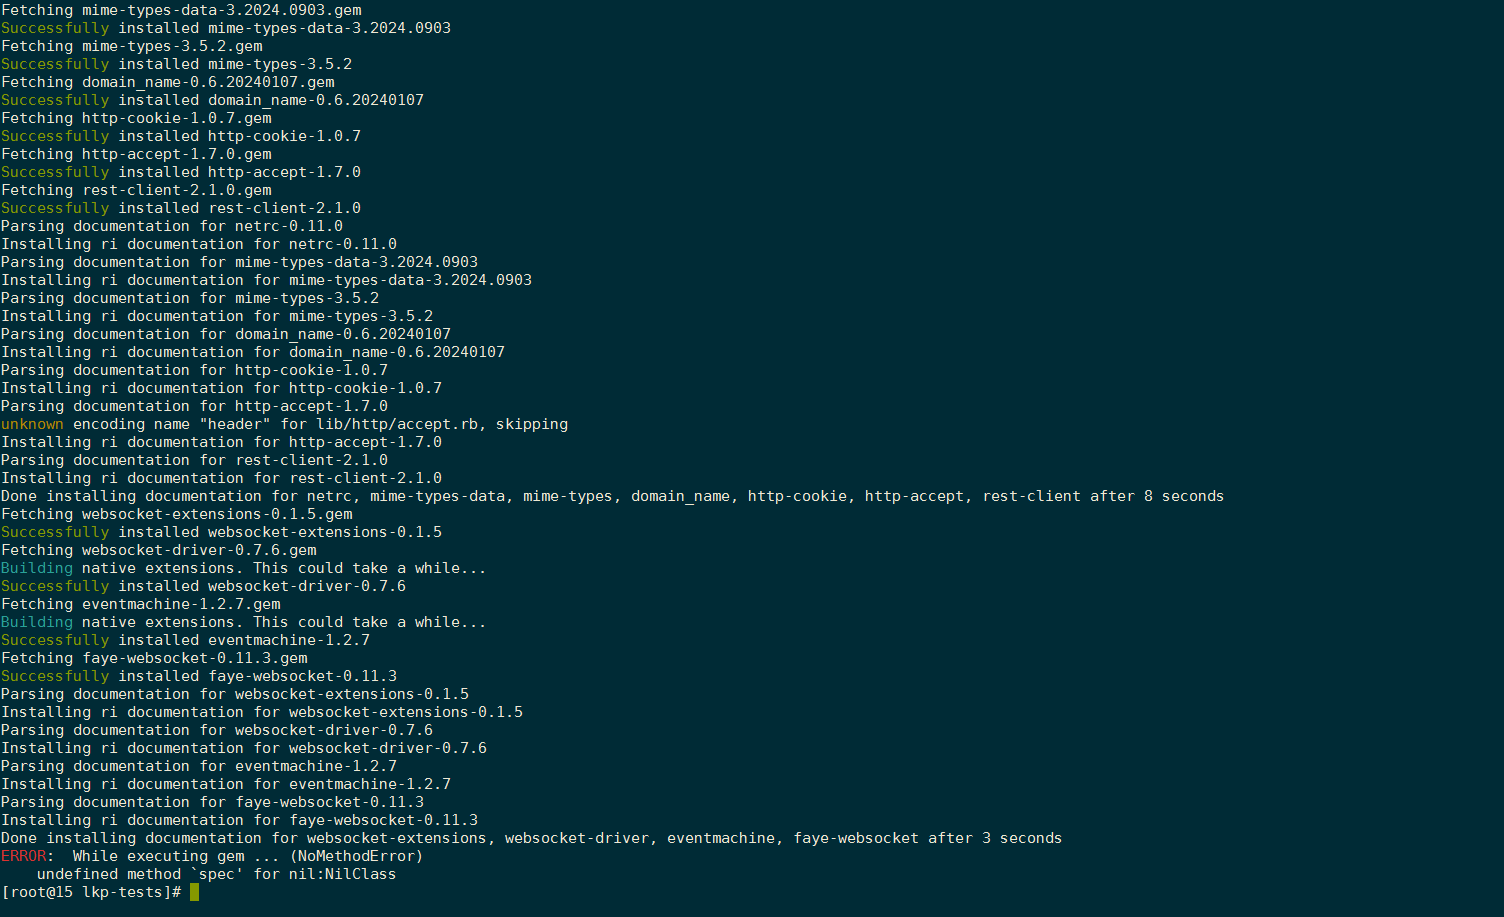 Fetching mime-types-data-3.2024.0903.gem
Successfully installed mime-types-data-3.2024.0903
Fetching mime-types-3.5.2.gem
Successfully installed mime-types-3.5.2
Fetching domain_name-0.6.20240107.gem
Successfully installed domain_name-0.6.20240107
Fetching http-cookie-1.0.7.gem
Successfully installed http-cookie-1.0.7
Fetching http-accept-1.7.0.gem
Successfully installed http-accept-1.7.0
Fetching rest-client-2.1.0.gem
Successfully installed rest-client-2.1.0
Parsing documentation for netrc-0.11.0
Installing ri documentation for netrc-0.11.0
Parsing documentation for mime-types-data-3.2024.0903
Installing ri documentation for mime-types-data-3.2024.0903
Parsing documentation for mime-types-3.5.2
Installing ri documentation for mime-types-3.5.2
Parsing documentation for domain_name-0.6.20240107
Installing ri documentation for domain_name-0.6.20240107
Parsing documentation for http-cookie-1.0.7
Installing ri documentation for http-cookie-1.0.7
Parsing documentation for http-accept-1.7.0
unknown encoding name "header" for lib/http/accept.rb, skipping
Installing ri documentation for http-accept-1.7.0
Parsing documentation for rest-client-2.1.0
Installing ri documentation for rest-client-2.1.0
Done installing documentation for netrc, mime-types-data, mime-types, domain_name, http-cookie, http-accept, rest-client after 8 seconds
Fetching websocket-extensions-0.1.5.gem
Successfully installed websocket-extensions-0.1.5
Fetching websocket-driver-0.7.6.gem
Building native extensions. This could take a while...
Successfully installed websocket-driver-0.7.6
Fetching eventmachine-1.2.7.gem
Building native extensions. This could take a while...
Successfully installed eventmachine-1.2.7
Fetching faye-websocket-0.11.3.gem
Successfully installed faye-websocket-0.11.3
Parsing documentation for websocket-extensions-0.1.5
Installing ri documentation for websocket-extensions-0.1.5
Parsing documentation for websocket-driver-0.7.6
Installing ri documentation for websocket-driver-0.7.6
Parsing documentation for eventmachine-1.2.7
Installing ri documentation for eventmachine-1.2.7
Parsing documentation for faye-websocket-0.11.3
Installing ri documentation for faye-websocket-0.11.3
Done installing documentation for websocket-extensions, websocket-driver, eventmachine, faye-websocket after 3 seconds
ERROR:  While executing gem ... (NoMethodError)
    undefined method `spec' for nil:NilClass
[root@15 lkp-tests]#